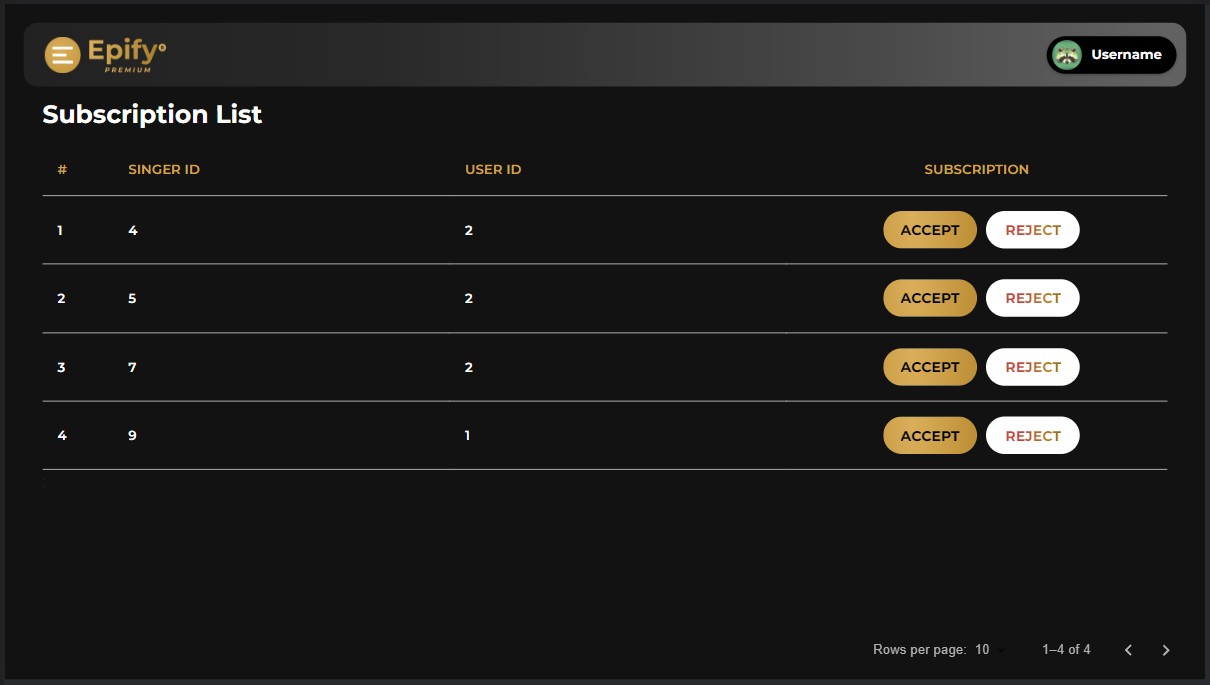 Epify
PREMIUM
Username
Subscription List
# SINGER ID USER ID SUBSCRIPTION
1 4 2 ACCEPT REJECT
2 5 2 ACCEPT REJECT
3 7 2 ACCEPT REJECT
4 9 1 ACCEPT REJECT
Rows per page: 10 1–4 of 4